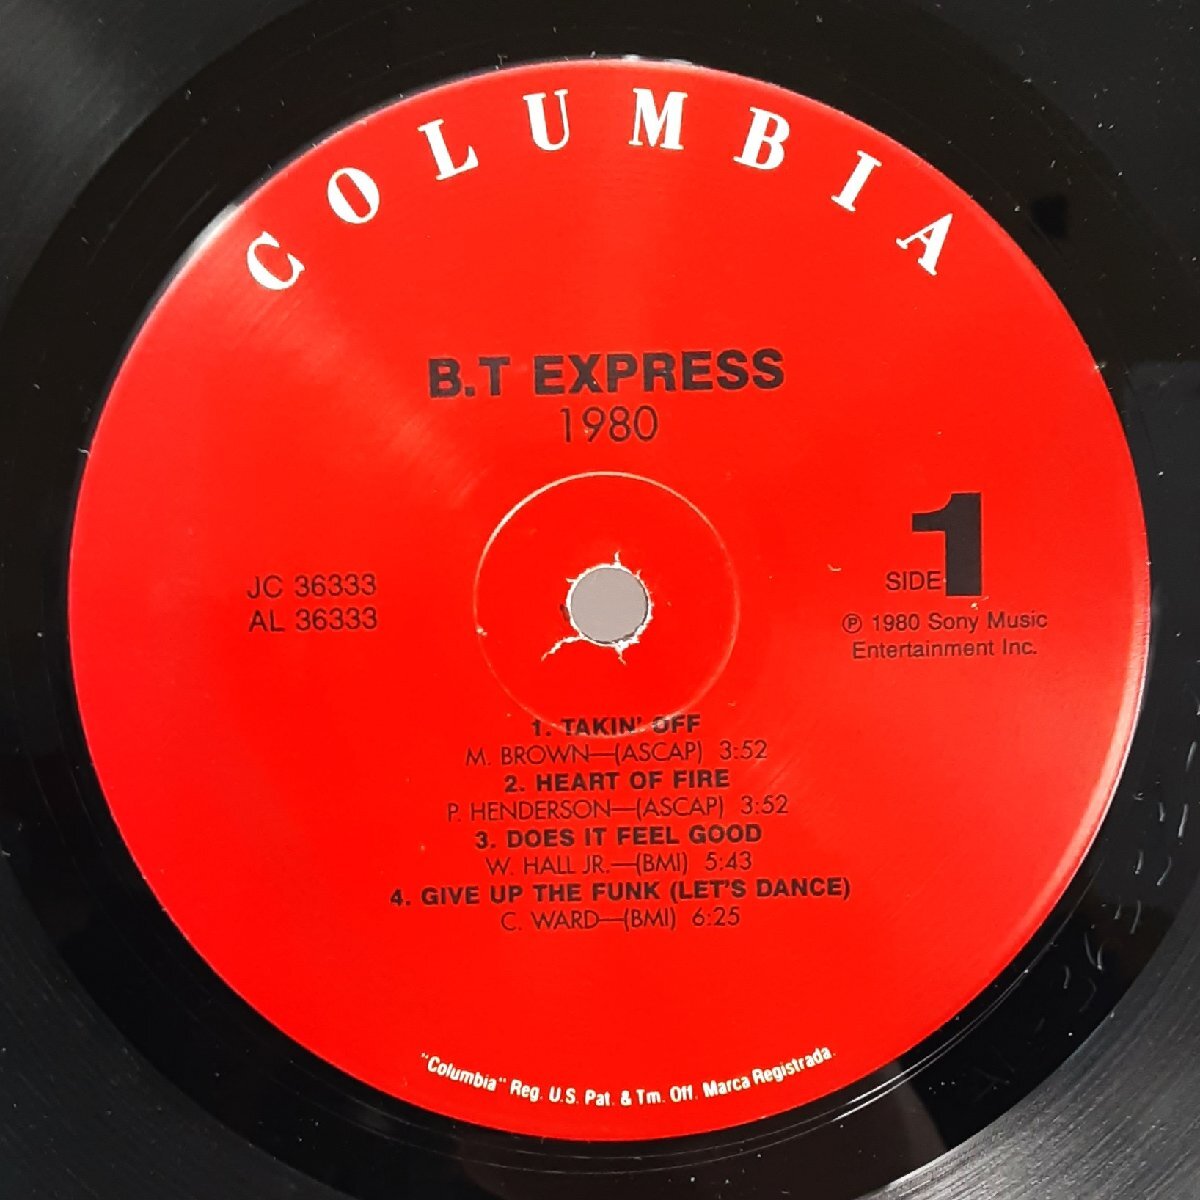 COLUMBIA
B.T EXPRESS
1980
JC 36333
AL 36333
SIDE 1
℗ 1980 Sony Music
Entertainment Inc.
1. TAKIN' OFF
M. BROWN—(ASCAP) 3:52
2. HEART OF FIRE
P. HENDERSON—(ASCAP) 3:52
3. DOES IT FEEL GOOD
W. HALL JR.—(BMI) 5:43
4. GIVE UP THE FUNK (LET'S DANCE)
C. WARD—(BMI) 6:25
"Columbia" Reg. U.S. Pat. & Tm. Off. Marca Registrada.